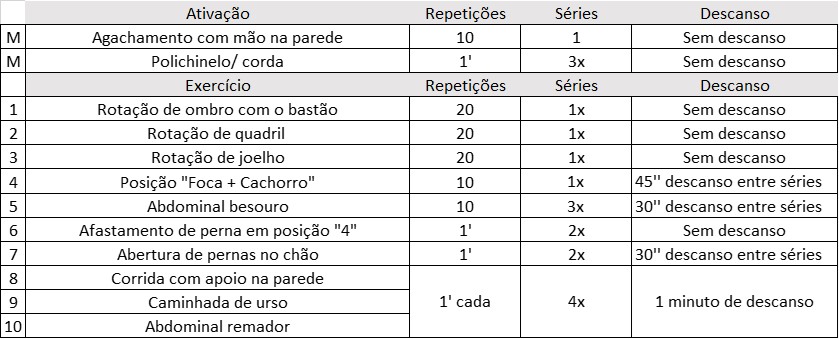 Ativação Repetições Séries Descanso
M Agachamento com mão na parede 10 1 Sem descanso
M Polichinelo/ corda 1' 3x Sem descanso
Exercício Repetições Séries Descanso
1 Rotação de ombro com o bastão 20 1x Sem descanso
2 Rotação de quadril 20 1x Sem descanso
3 Rotação de joelho 20 1x Sem descanso
4 Posição "Foca + Cachorro" 10 1x 45'' descanso entre séries
5 Abdominal besouro 10 3x 30'' descanso entre séries
6 Afastamento de perna em posição "4" 1' 2x Sem descanso
7 Abertura de pernas no chão 1' 2x 30'' descanso entre séries
8 Corrida com apoio na parede
9 Caminhada de urso 1' cada 4x 1 minuto de descanso
10 Abdominal remador